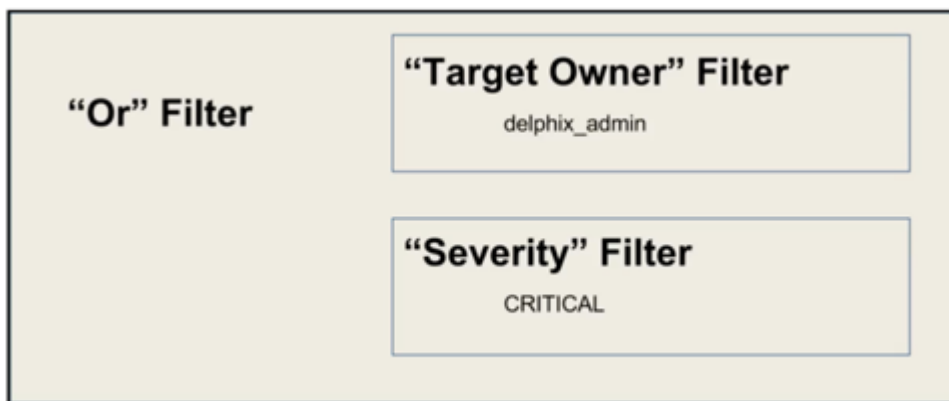 “Or” Filter
“Target Owner” Filter
delphix_admin
“Severity” Filter
CRITICAL